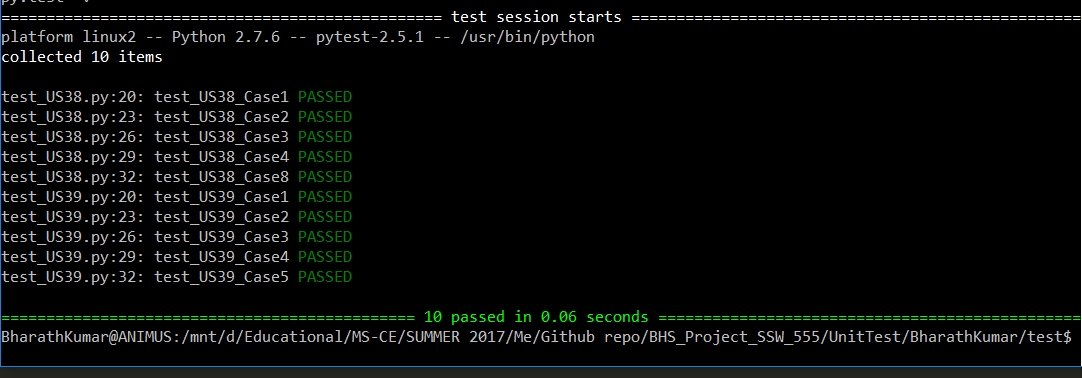 ============================================== test session starts ==================================================
platform linux2 -- Python 2.7.6 -- pytest-2.5.1 -- /usr/bin/python
collected 10 items
test_US38.py:20: test_US38_Case1 PASSED
test_US38.py:23: test_US38_Case2 PASSED
test_US38.py:26: test_US38_Case3 PASSED
test_US38.py:29: test_US38_Case4 PASSED
test_US38.py:32: test_US38_Case8 PASSED
test_US39.py:20: test_US39_Case1 PASSED
test_US39.py:23: test_US39_Case2 PASSED
test_US39.py:26: test_US39_Case3 PASSED
test_US39.py:29: test_US39_Case4 PASSED
test_US39.py:32: test_US39_Case5 PASSED
============================================== 10 passed in 0.06 seconds ===============================================
BharathKumar@ANIMUS:/mnt/d/Educational/MS-CE/SUMMER 2017/Me/Github repo/BHS_Project_SSW_555/UnitTest/BharathKumar/test$